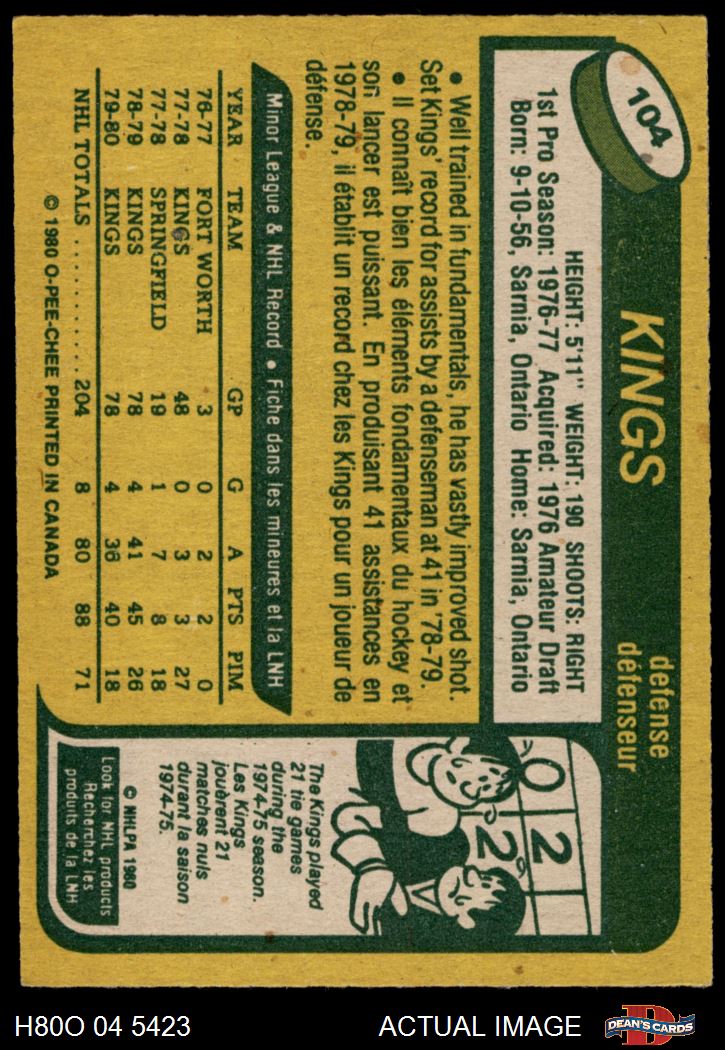 104
KINGS
defense
défenseur
HEIGHT: 5'11" WEIGHT: 190 SHOOTS: RIGHT
1st Pro Season: 1976-77 Acquired: 1976 Amateur Draft
Born: 9-10-56, Sarnia, Ontario Home: Sarnia, Ontario
• Well trained in fundamentals, he has vastly improved shot.
Set Kings' record for assists by a defenseman at 41 in '78-79.
• Il connaît bien les éléments fondamentaux du hockey et
son lancer est puissant. En produisant 41 assistances en
1978-79, il établit un record chez les Kings pour un joueur de
défense.
Minor League & NHL Record • Fiche dans les mineures et la LNH
YEAR TEAM GP G A PTS PIM
76-77 FORT WORTH 3 0 2 2 0
77-78 KINGS 48 0 3 3 27
77-78 SPRINGFIELD 19 1 7 8 18
78-79 KINGS 78 4 41 45 26
79-80 KINGS 78 4 36 40 18
NHL TOTALS .......... 204 8 80 88 71
© 1980 O-PEE-CHEE PRINTED IN CANADA
0 2
2
The Kings played
21 tie games
during the
1974-75 season.
Les Kings
jouèrent 21
matches nuls
durant la saison
1974-75.
© NHLPA 1980
Look for NHL products
Recherchez les
produits de la LNH
H80O 04 5423
ACTUAL IMAGE
D
DEAN'S CARDS